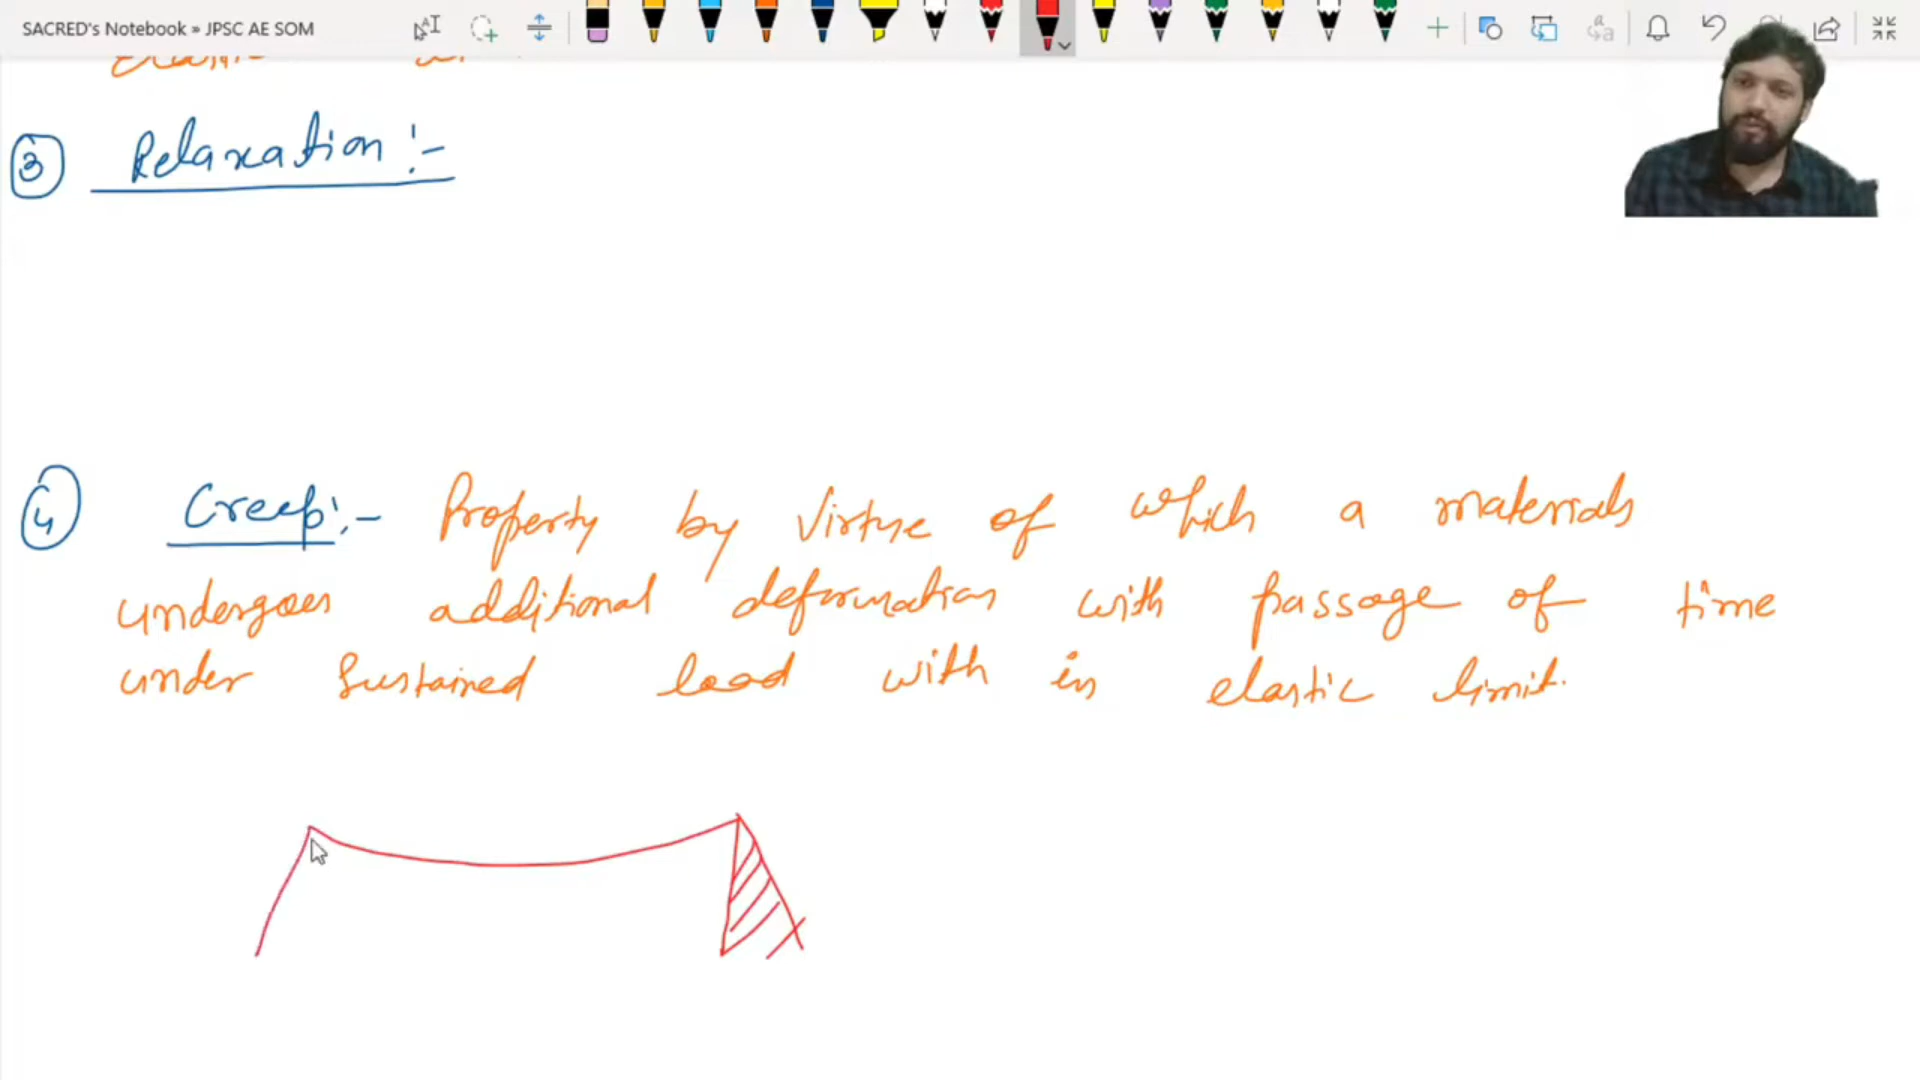 SACRED's Notebook » JPSC AE SOM
③ Relaxation :-
④ Creep :- Property by virtue of which a materials
undergoes additional deformation with passage of time
under sustained load with in elastic limit.